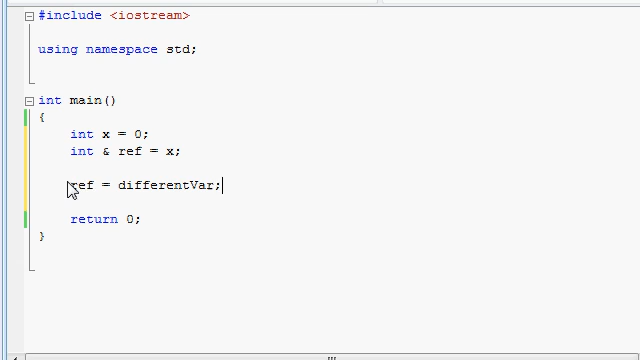 #include <iostream>
using namespace std;
int main()
{
int x = 0;
int & ref = x;
ref = differentVar;
return 0;
}